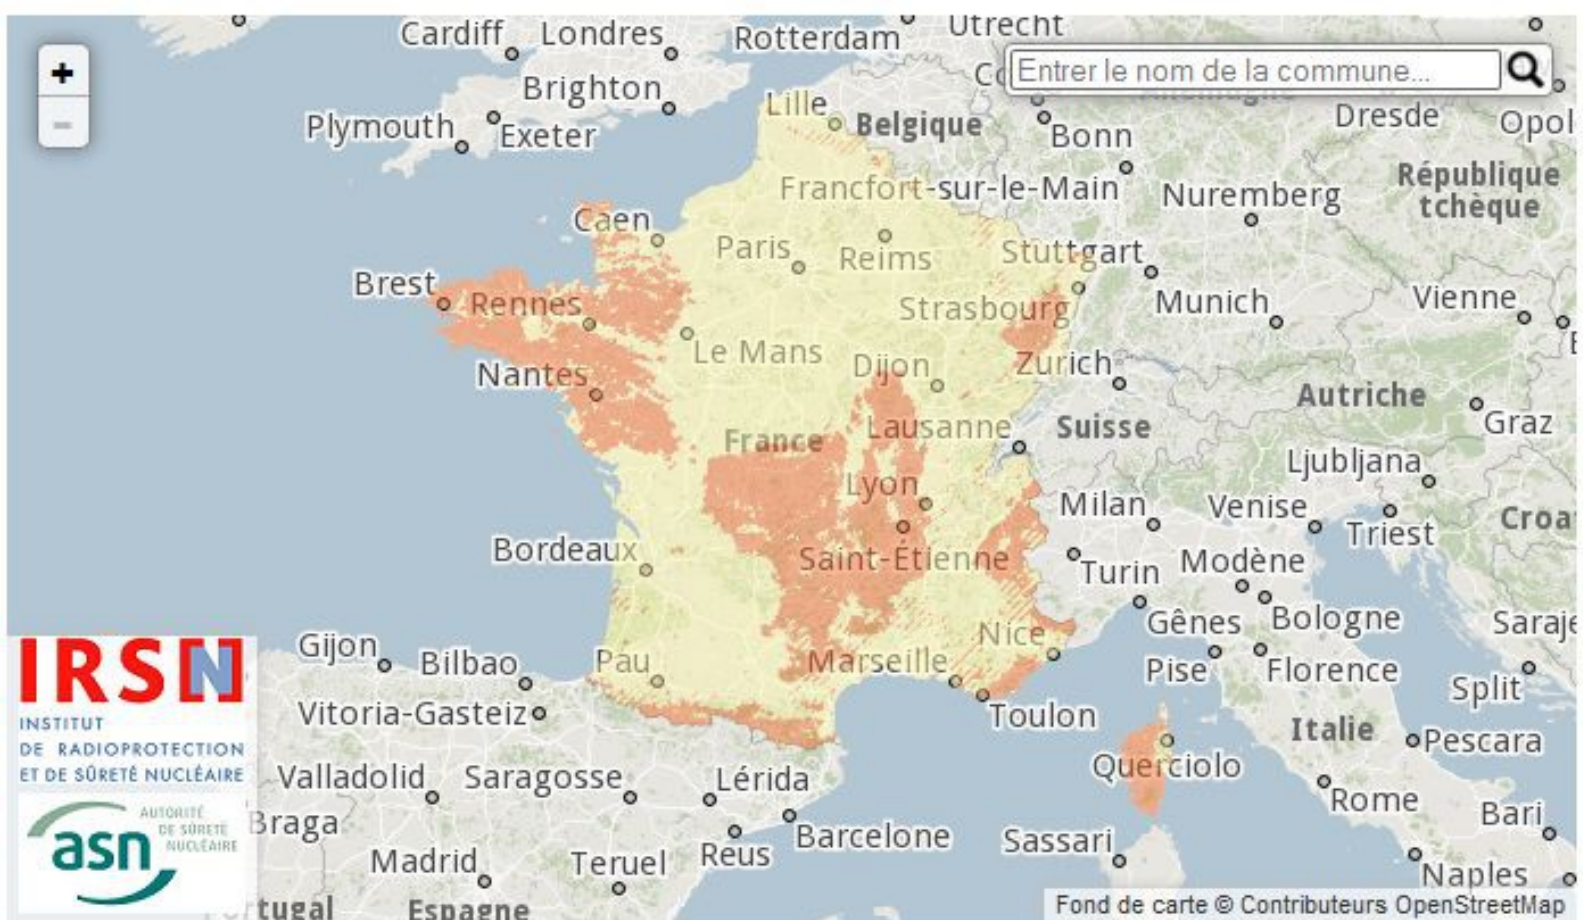 Cardiff
Londres
Rotterdam
Utrecht
Entrer le nom de la commune...
+
-
Brighton
Lille
Belgique
Allemagne
Dresde
Plymouth
Exeter
Bonn
République
tchèque
Francfort-sur-le-Main
Nuremberg
Caen
Paris
Reims
Stuttgart
Brest
Rennes
Strasbourg
Munich
Vienne
Le Mans
Dijon
Zurich
Nantes
Autriche
Graz
France
Lausanne
Suisse
Ljubljana
Lyon
Milan
Venise
Triest
Bordeaux
Saint-Étienne
Turin
Modène
Gênes
Bologne
Nice
Gijon
Bilbao
Pau
Marseille
Pise
Florence
Split
Vitoria-Gasteiz
Toulon
Italie
Pescara
Valladolid
Saragosse
Lérida
Querciolo
Rome
Bari
Braga
Barcelone
Sassari
Madrid
Teruel
Reus
Naples
Espagne
IRSN
INSTITUT
DE RADIOPROTECTION
ET DE SÛRETÉ NUCLÉAIRE
asn
AUTORITÉ
DE SÛRETÉ
NUCLÉAIRE
Fond de carte © Contributeurs OpenStreetMap